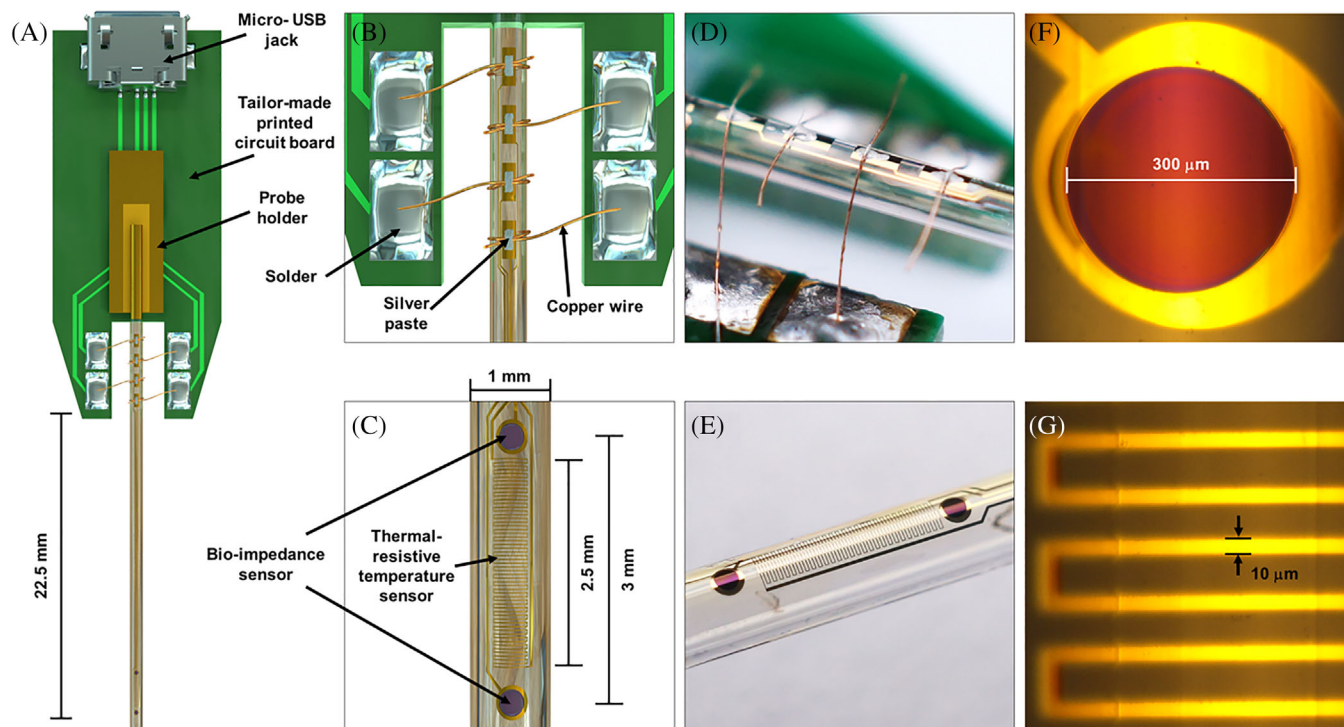 (A)
Micro- USB
jack
Tailor-made
printed
circuit board
Probe
holder
Solder
22.5 mm
(B)
Silver
paste
Copper wire
1 mm
(C)
Bio-impedance
sensor
Thermal-
resistive
temperature
sensor
2.5 mm
3 mm
(D)
(E)
(F)
300 μm
(G)
10 μm